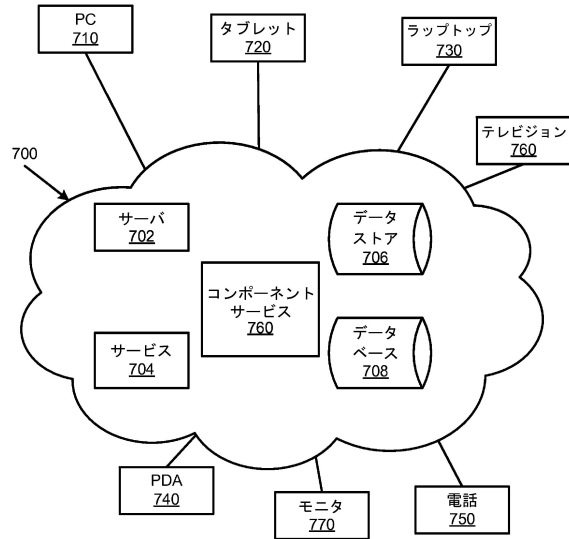 PC
710
タブレット
720
ラップトップ
730
テレビジョン
760
700
サーバ
702
データ
ストア
706
コンポーネント
サービス
760
サービス
704
データ
ベース
708
PDA
740
モニタ
770
電話
750